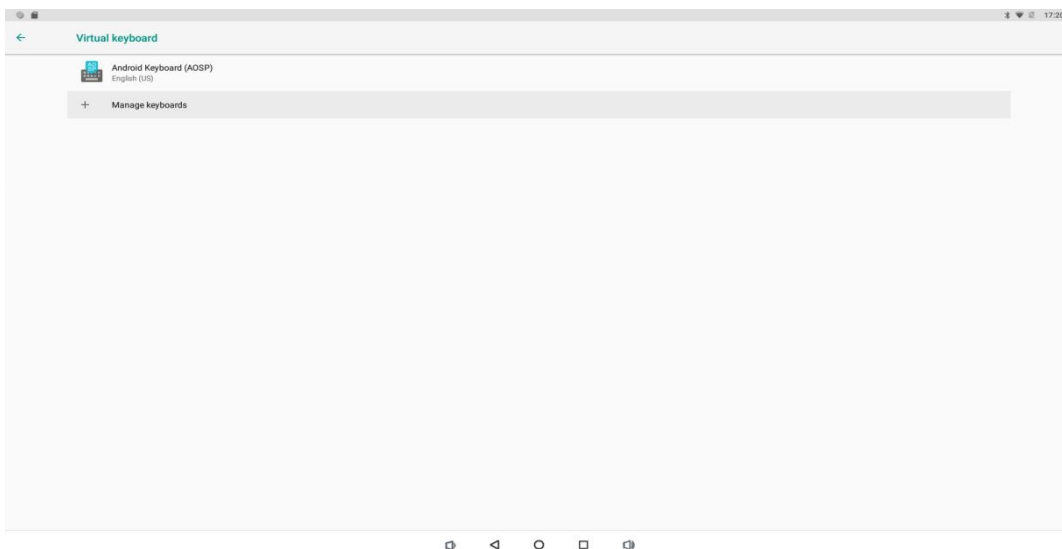 17:20
Virtual keyboard
Android Keyboard (AOSP)
English (US)
Manage keyboards